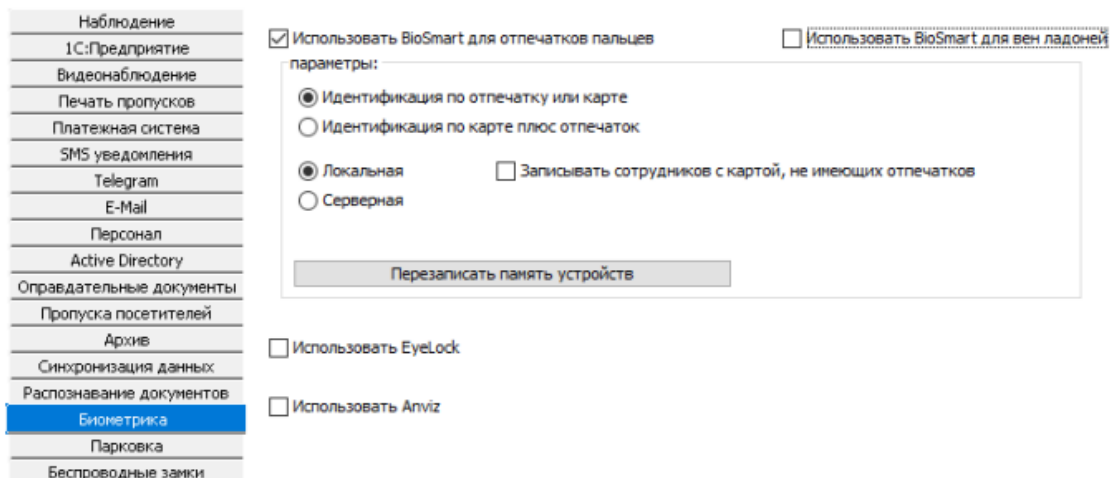 Наблюдение
1С:Предприятие
Видеонаблюдение
Печать пропусков
Платежная система
SMS уведомления
Telegram
E-Mail
Персонал
Active Directory
Оправдательные документы
Пропуска посетителей
Архив
Синхронизация данных
Распознавание документов
Биометрика
Парковка
Беспроводные замки
Использовать BioSmart для отпечатков пальцев
Использовать BioSmart для вен ладоней
параметры:
Идентификация по отпечатку или карте
Идентификация по карте плюс отпечаток
Локальная
Записывать сотрудников с картой, не имеющих отпечатков
Серверная
Перезаписать память устройств
Использовать EyeLock
Использовать Anviz